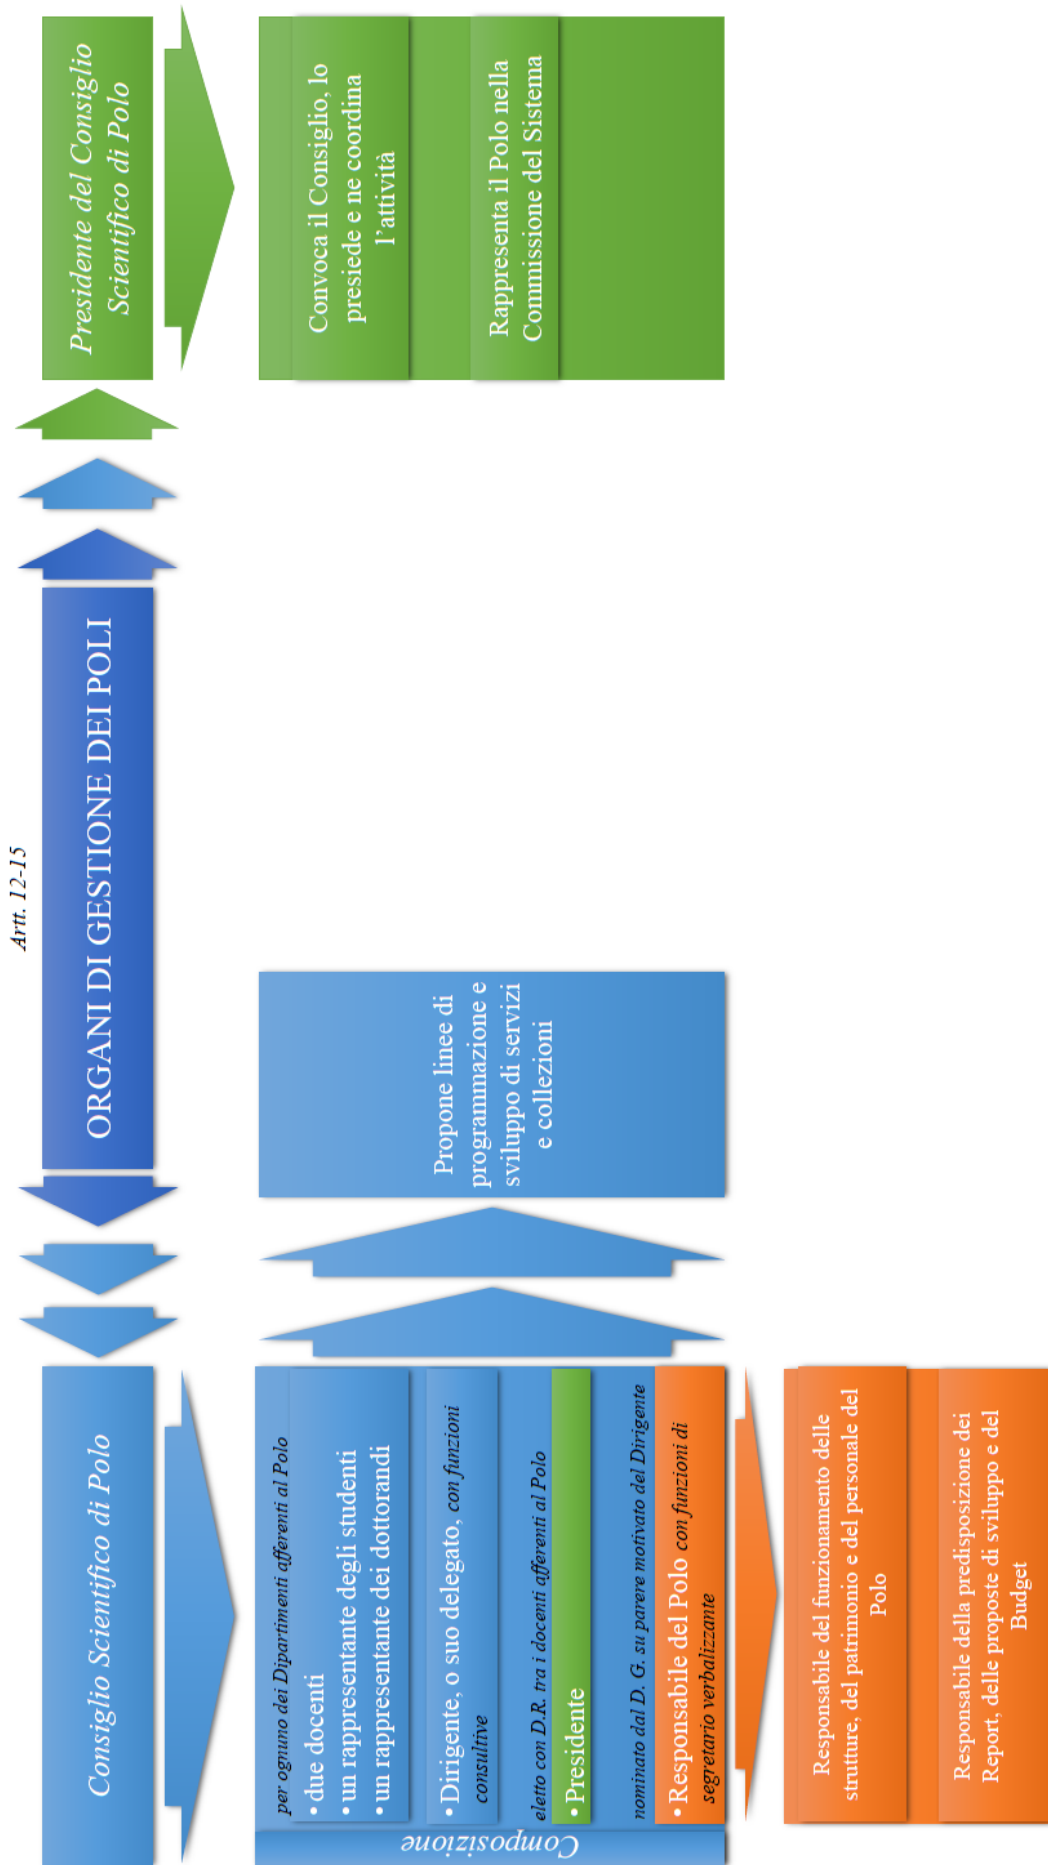 Artt. 12-15
ORGANI DI GESTIONE DEI POLI
Consiglio Scientifico di Polo
Presidente del Consiglio
Scientifico di Polo
Composizione
per ognuno dei Dipartimenti afferenti al Polo
• due docenti
• un rappresentante degli studenti
• un rappresentante dei dottorandi
• Dirigente, o suo delegato, con funzioni
consultive
eletto con D.R. tra i docenti afferenti al Polo
• Presidente
nominato dal D. G. su parere motivato del Dirigente
• Responsabile del Polo con funzioni di
segretario verbalizzante
Propone linee di
programmazione e
sviluppo di servizi
e collezioni
Convoca il Consiglio, lo
presiede e ne coordina
l'attività
Rappresenta il Polo nella
Commissione del Sistema
Responsabile del funzionamento delle
strutture, del patrimonio e del personale del
Polo
Responsabile della predisposizione dei
Report, delle proposte di sviluppo e del
Budget